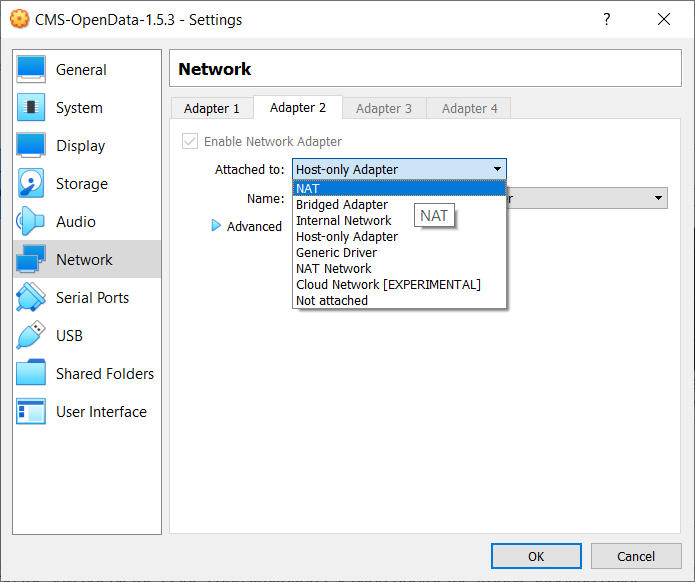 CMS-OpenData-1.5.3 - Settings
?
General
System
Display
Storage
Audio
Network
Serial Ports
USB
Shared Folders
User Interface
Network
Adapter 1
Adapter 2
Adapter 3
Adapter 4
Enable Network Adapter
Attached to: Host-only Adapter
Name:
Advanced
NAT
Bridged Adapter
Internal Network
Host-only Adapter
Generic Driver
NAT Network
Cloud Network [EXPERIMENTAL]
Not attached
NAT
OK
Cancel